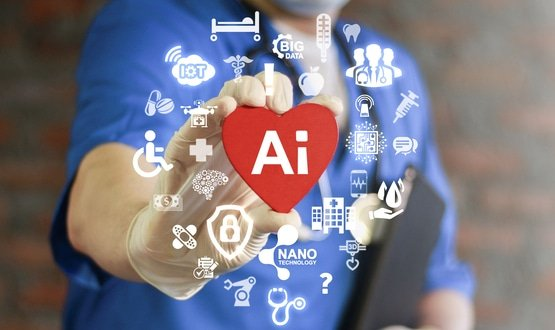 BIG
DATA
IOT
!
Ai
$
NANO
TECHNOLOGY
3D
?